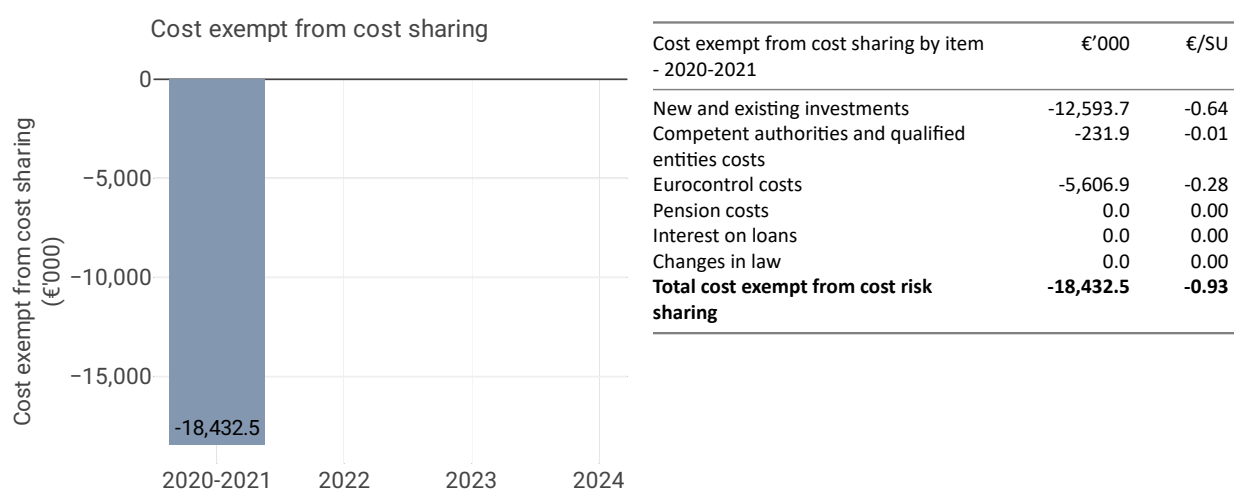 Cost exempt from cost sharing
Cost exempt from cost sharing
(€'000)
0
−5,000
−10,000
−15,000
-18,432.5
2020-2021 2022 2023 2024
Cost exempt from cost sharing by item €’000 €/SU
- 2020-2021
New and existing investments -12,593.7 -0.64
Competent authorities and qualified -231.9 -0.01
entities costs
Eurocontrol costs -5,606.9 -0.28
Pension costs 0.0 0.00
Interest on loans 0.0 0.00
Changes in law 0.0 0.00
Total cost exempt from cost risk -18,432.5 -0.93
sharing